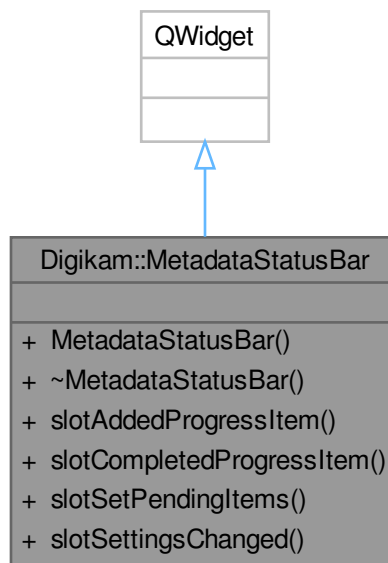 QWidget
Digikam::MetadataStatusBar
+ MetadataStatusBar()
+ ~MetadataStatusBar()
+ slotAddedProgressItem()
+ slotCompletedProgressItem()
+ slotSetPendingItems()
+ slotSettingsChanged()